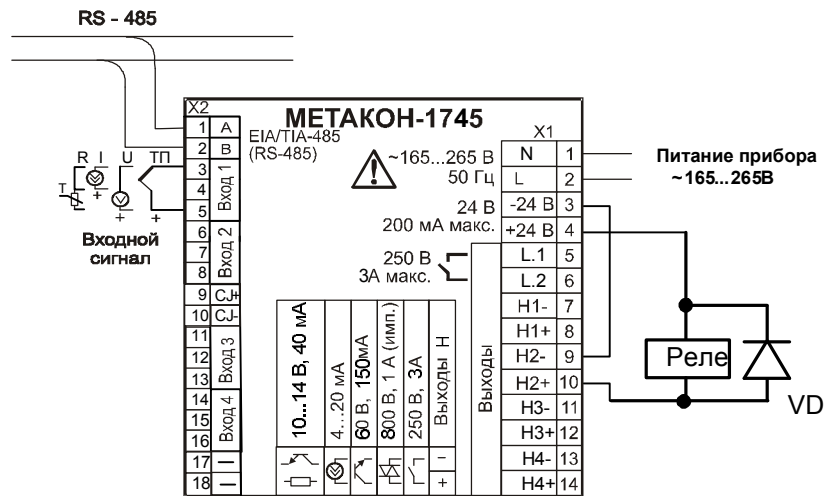 RS - 485
X2
МЕТАКОН-1745
1 A
2 B
EIA/TIA-485
(RS-485)
X1
~165...265 В
50 Гц
N 1
L 2
Питание прибора
~165...265В
R I U ТП
T
+ + +
Входной
сигнал
3
4
5
Вход 1
6
7
8
Вход 2
9 CJ+
10 CJ-
11
12
13
Вход 3
14
15
16
Вход 4
17 —
18 —
24 В
200 мА макс.
-24 В 3
+24 В 4
250 В
3А макс.
L.1 5
L.2 6
H1- 7
H1+ 8
H2- 9
H2+ 10
H3- 11
H3+ 12
H4- 13
H4+ 14
Выходы
10...14 В, 40 мА
4...20 мА
60 В, 150мА
800 В, 1 А (имп.)
250 В, 3А
Выходы Н
–
+
Реле
VD